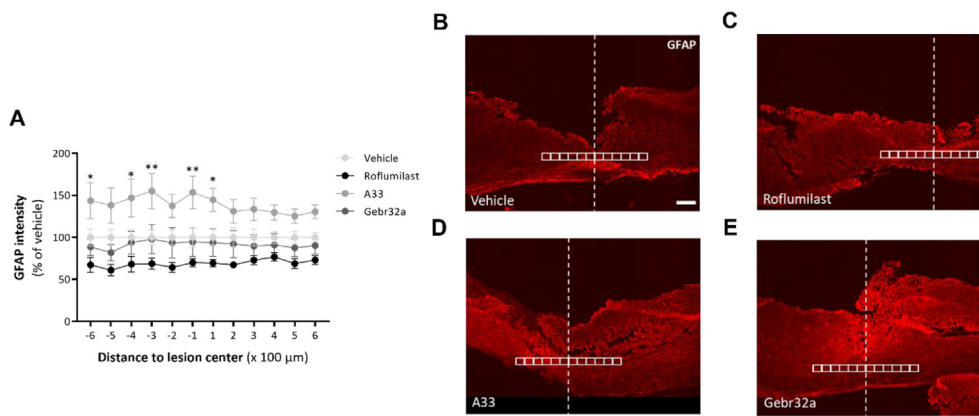 A
GFAP intensity
(% of vehicle)
200
150
100
50
0
* * ** ** *
-6 -5 -4 -3 -2 -1 1 2 3 4 5 6
Distance to lesion center (x 100 μm)
Vehicle
Roflumilast
A33
Gebr32a
B
GFAP
Vehicle
C
Roflumilast
D
A33
E
Gebr32a